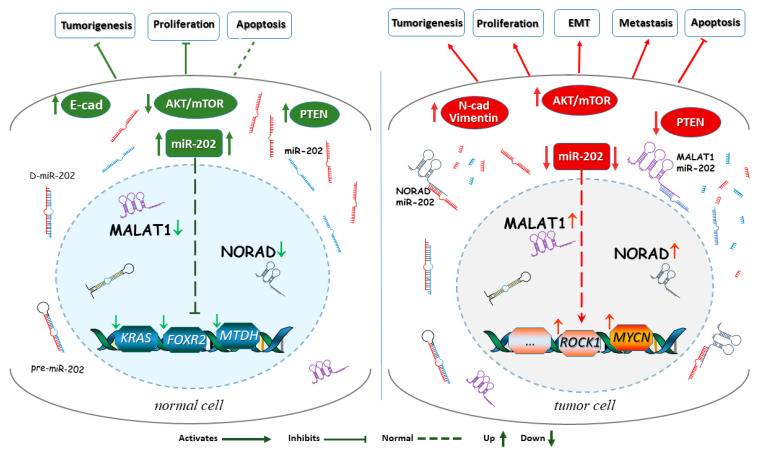 Tumorigenesis
Proliferation
Apoptosis
E-cad
AKT/mTOR
PTEN
miR-202
miR-202
D-miR-202
MALAT1
NORAD
KRAS
FOXR2
MTDH
pre-miR-202
normal cell
Tumorigenesis
Proliferation
EMT
Metastasis
Apoptosis
N-cad
Vimentin
AKT/mTOR
PTEN
miR-202
MALAT1
miR-202
NORAD
miR-202
MALAT1
NORAD
...
ROCK1
MYCN
tumor cell
Activates
Inhibits
Normal
Up
Down